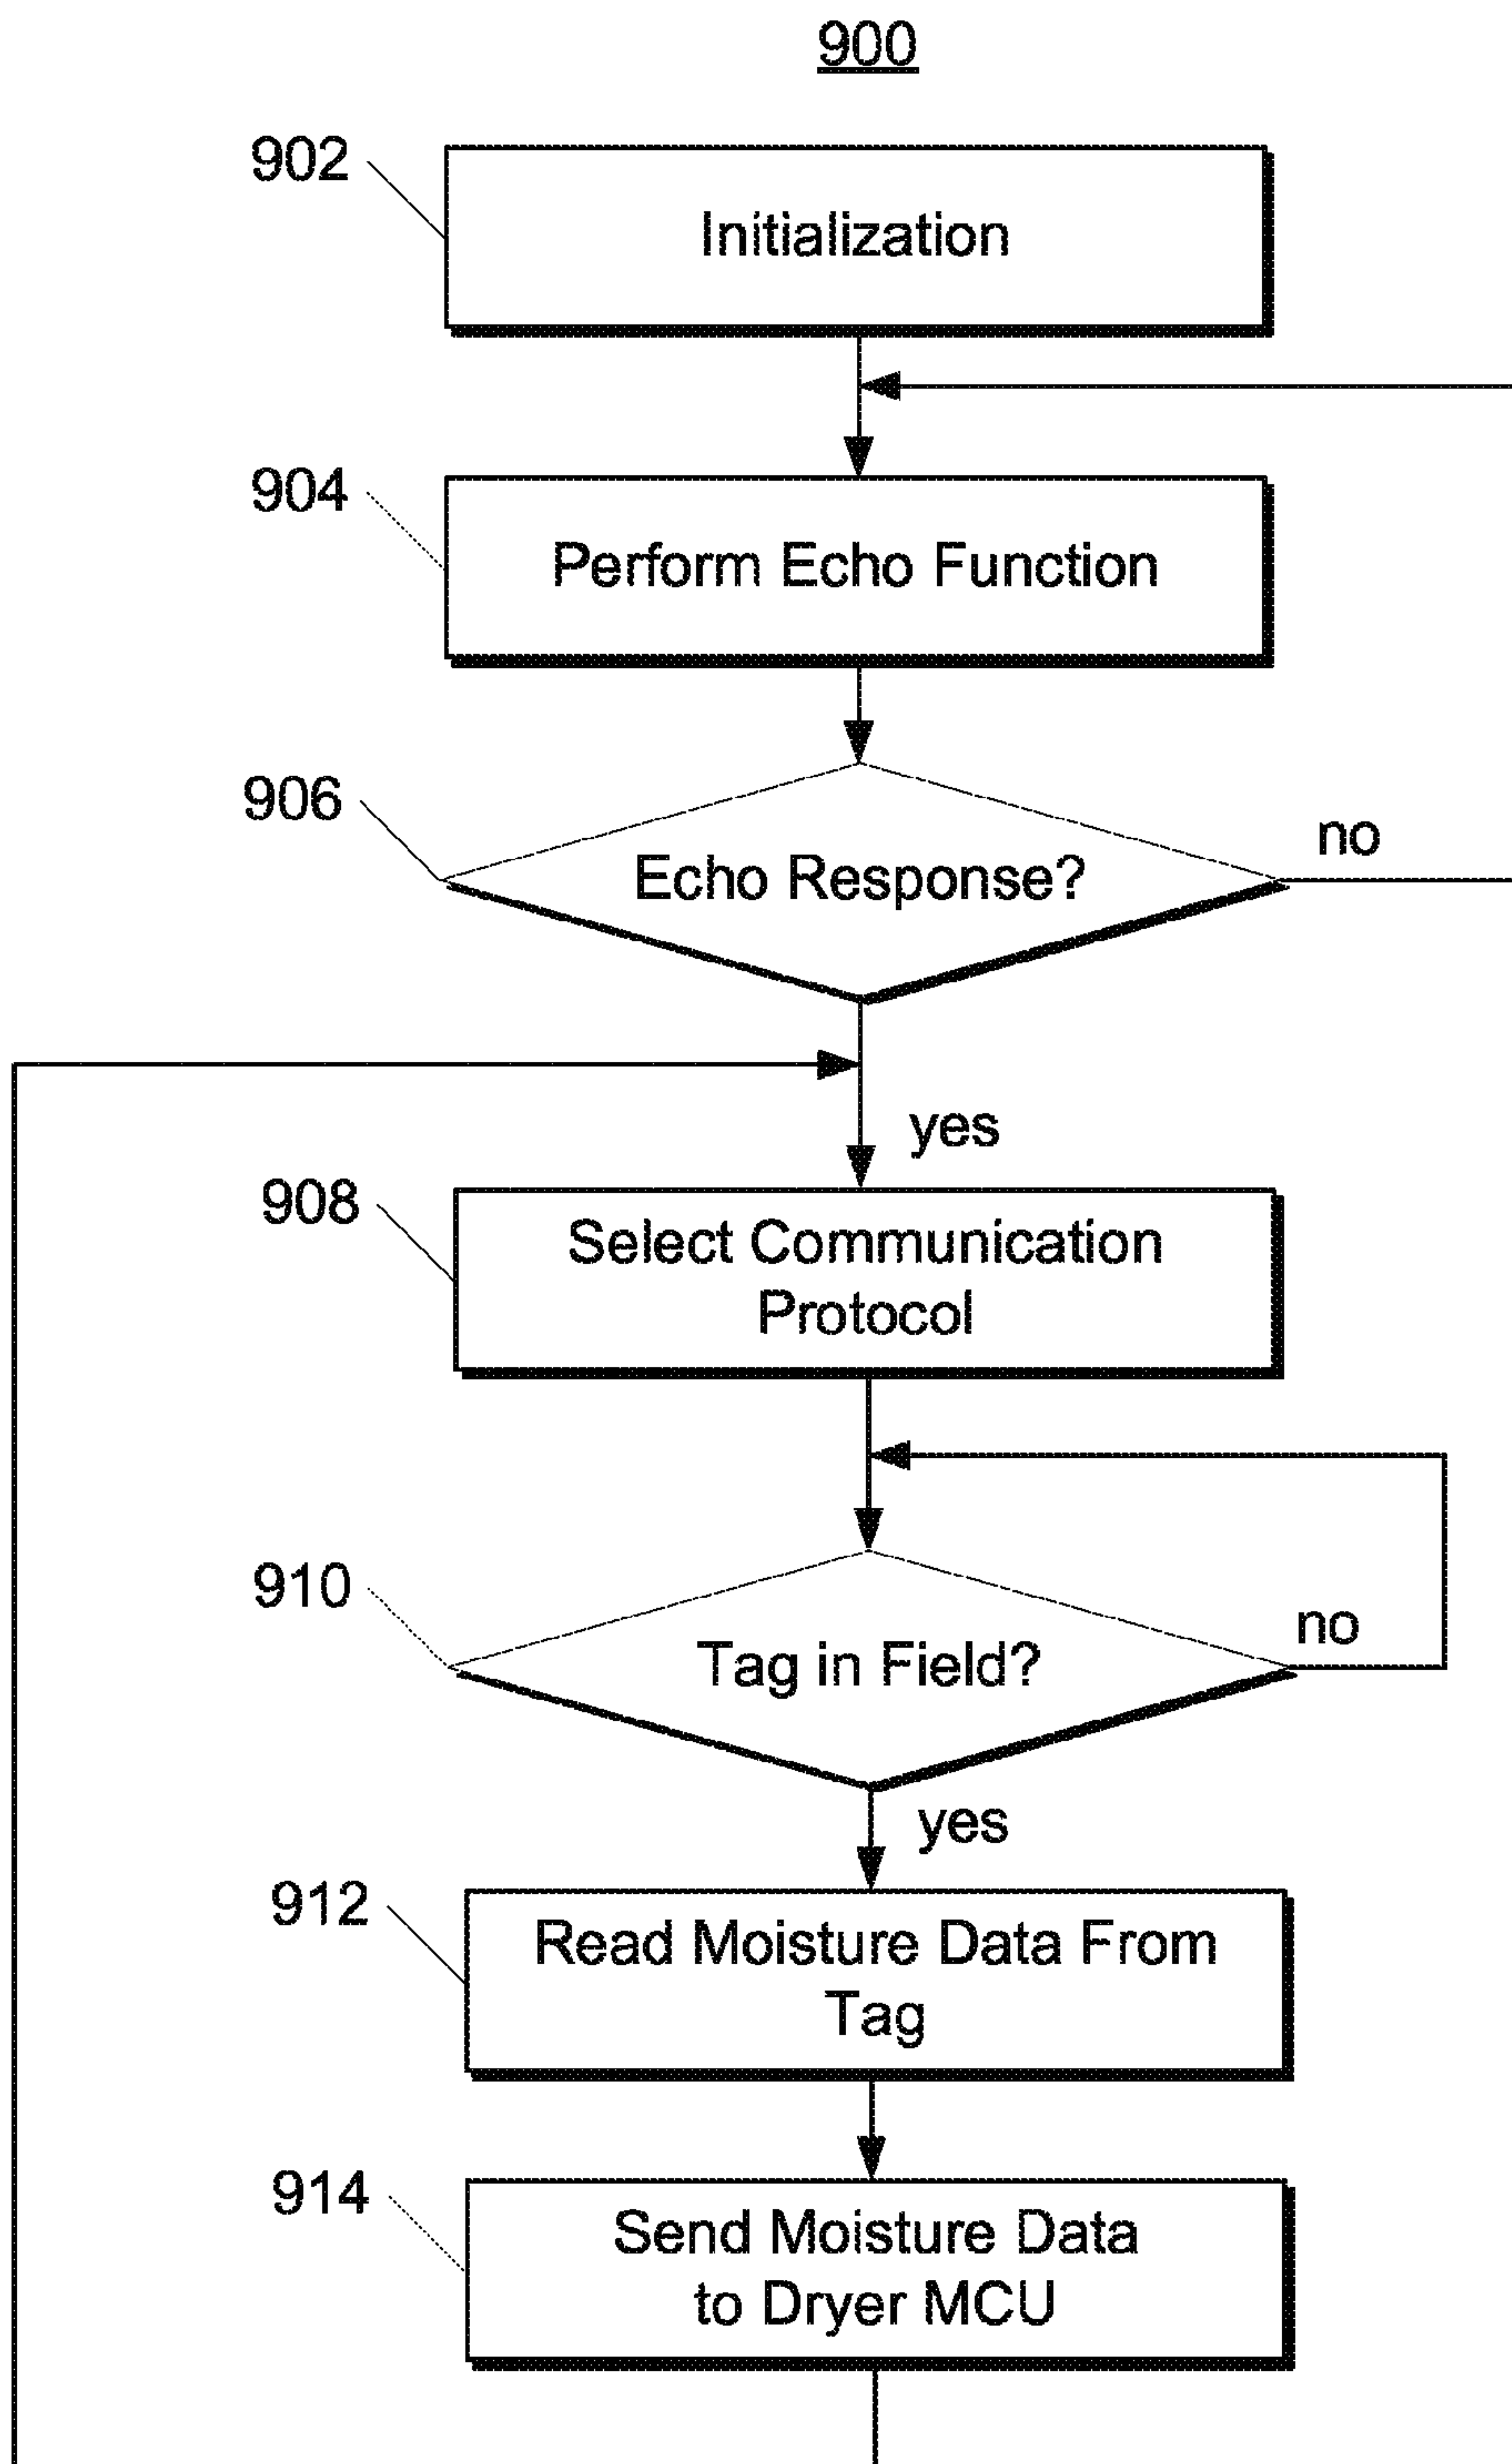 900
902
Initialization
904
Perform Echo Function
906
Echo Response?
no
yes
908
Select Communication
Protocol
910
Tag in Field?
no
yes
912
Read Moisture Data From
Tag
914
Send Moisture Data
to Dryer MCU